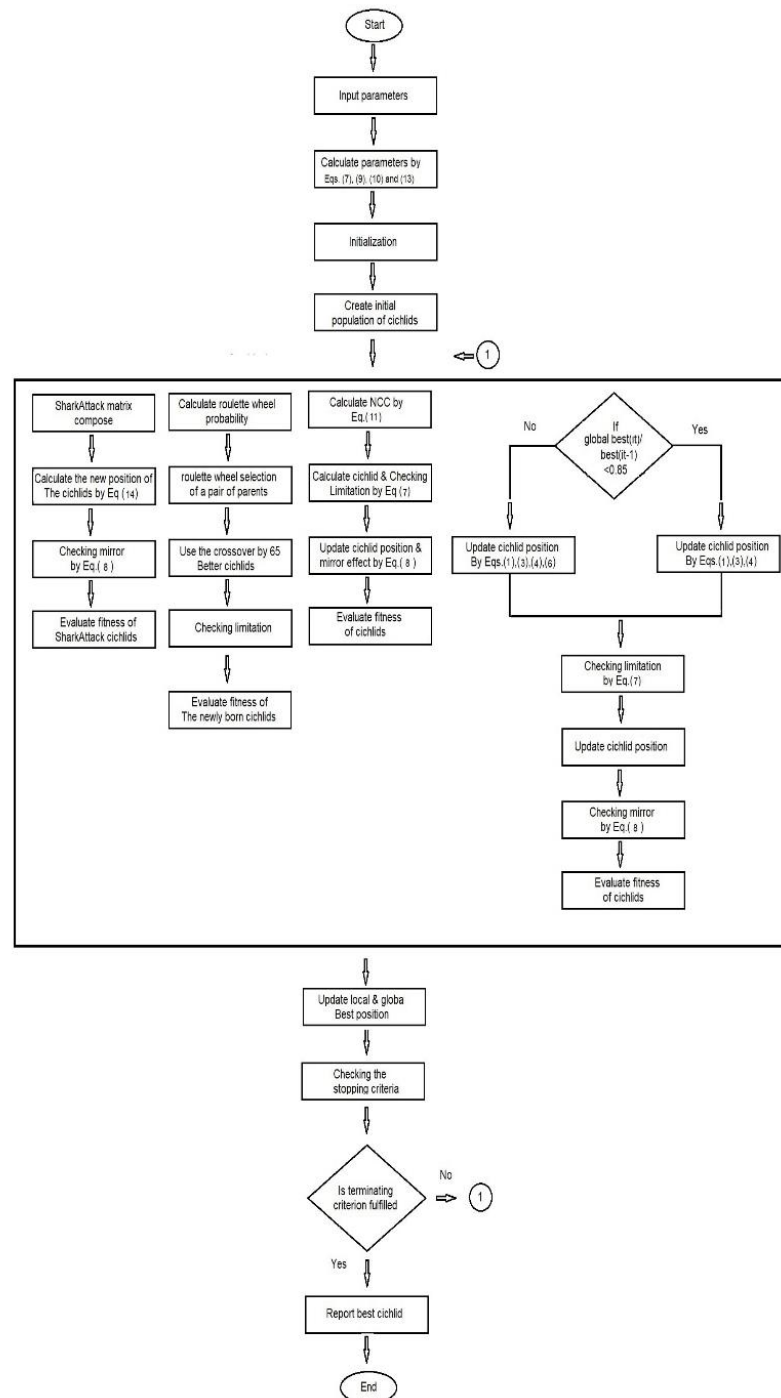 Start
Input parameters
Calculate parameters by
Eqs. (7), (9), (10) and (13)
Initialization
Create initial
population of cichlids
1
SharkAttack matrix
compose
Calculate the new position of
The cichlids by Eq (14)
Checking mirror
by Eq.( 8 )
Evaluate fitness of
SharkAttack cichlids
Calculate roulette wheel
probability
roulette wheel selection
of a pair of parents
Use the crossover by 65
Better cichlids
Checking limitation
Evaluate fitness of
The newly born cichlids
Calculate NCC by
Eq.(11)
Calculate cichlid & Checking
Limitation by Eq (7)
Update cichlid position &
mirror effect by Eq.( 8 )
Evaluate fitness
of cichlids
If
global best(it)/
best(it-1)
<0.85
No
Yes
Update cichlid position
By Eqs.(1),(3),(4),(6)
Update cichlid position
By Eqs.(1),(3),(4)
Checking limitation
by Eq.(7)
Update cichlid position
Checking mirror
by Eq.( 8 )
Evaluate fitness
of cichlids
Update local & globa
Best position
Checking the
stopping criteria
Is terminating
criterion fulfilled
No
1
Yes
Report best cichlid
End